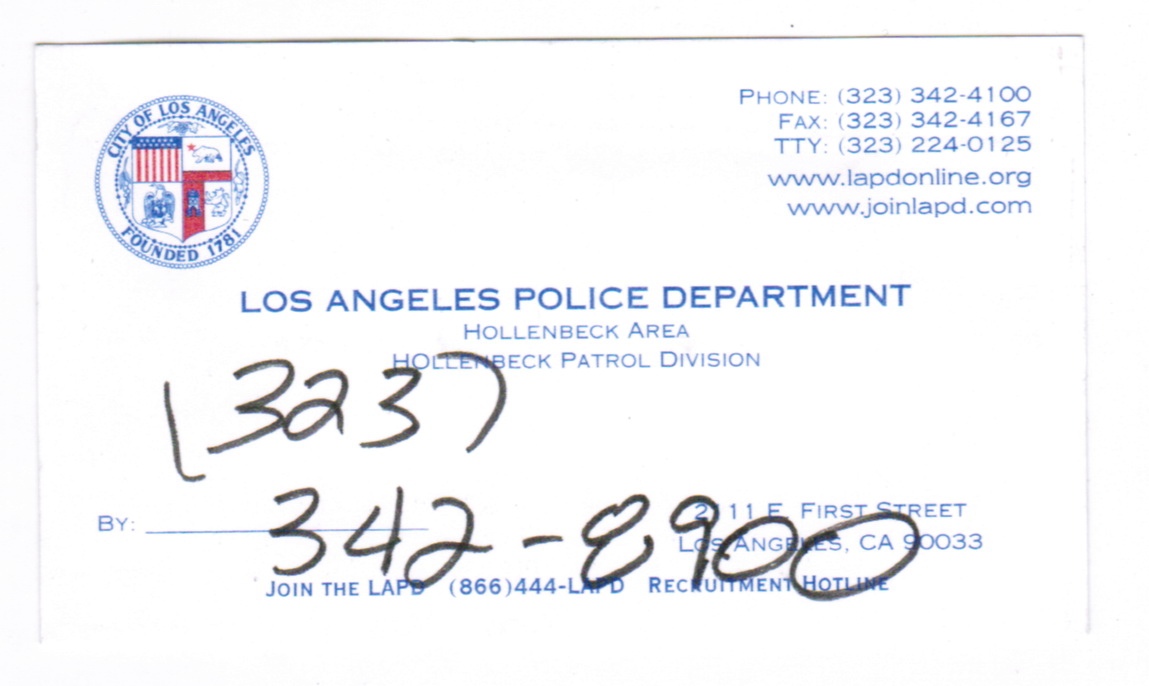 CITY OF LOS ANGELES
FOUNDED 1781
PHONE: (323) 342-4100
FAX: (323) 342-4167
TTY: (323) 224-0125
www.lapdonline.org
www.joinlapd.com
LOS ANGELES POLICE DEPARTMENT
HOLLENBECK AREA
HOLLENBECK PATROL DIVISION
(323)
342-8900
BY:
E. FIRST STREET
LOS ANGELES, CA 90033
JOIN THE LAPD (866)444-LAPD RECRUITMENT HOTLINE